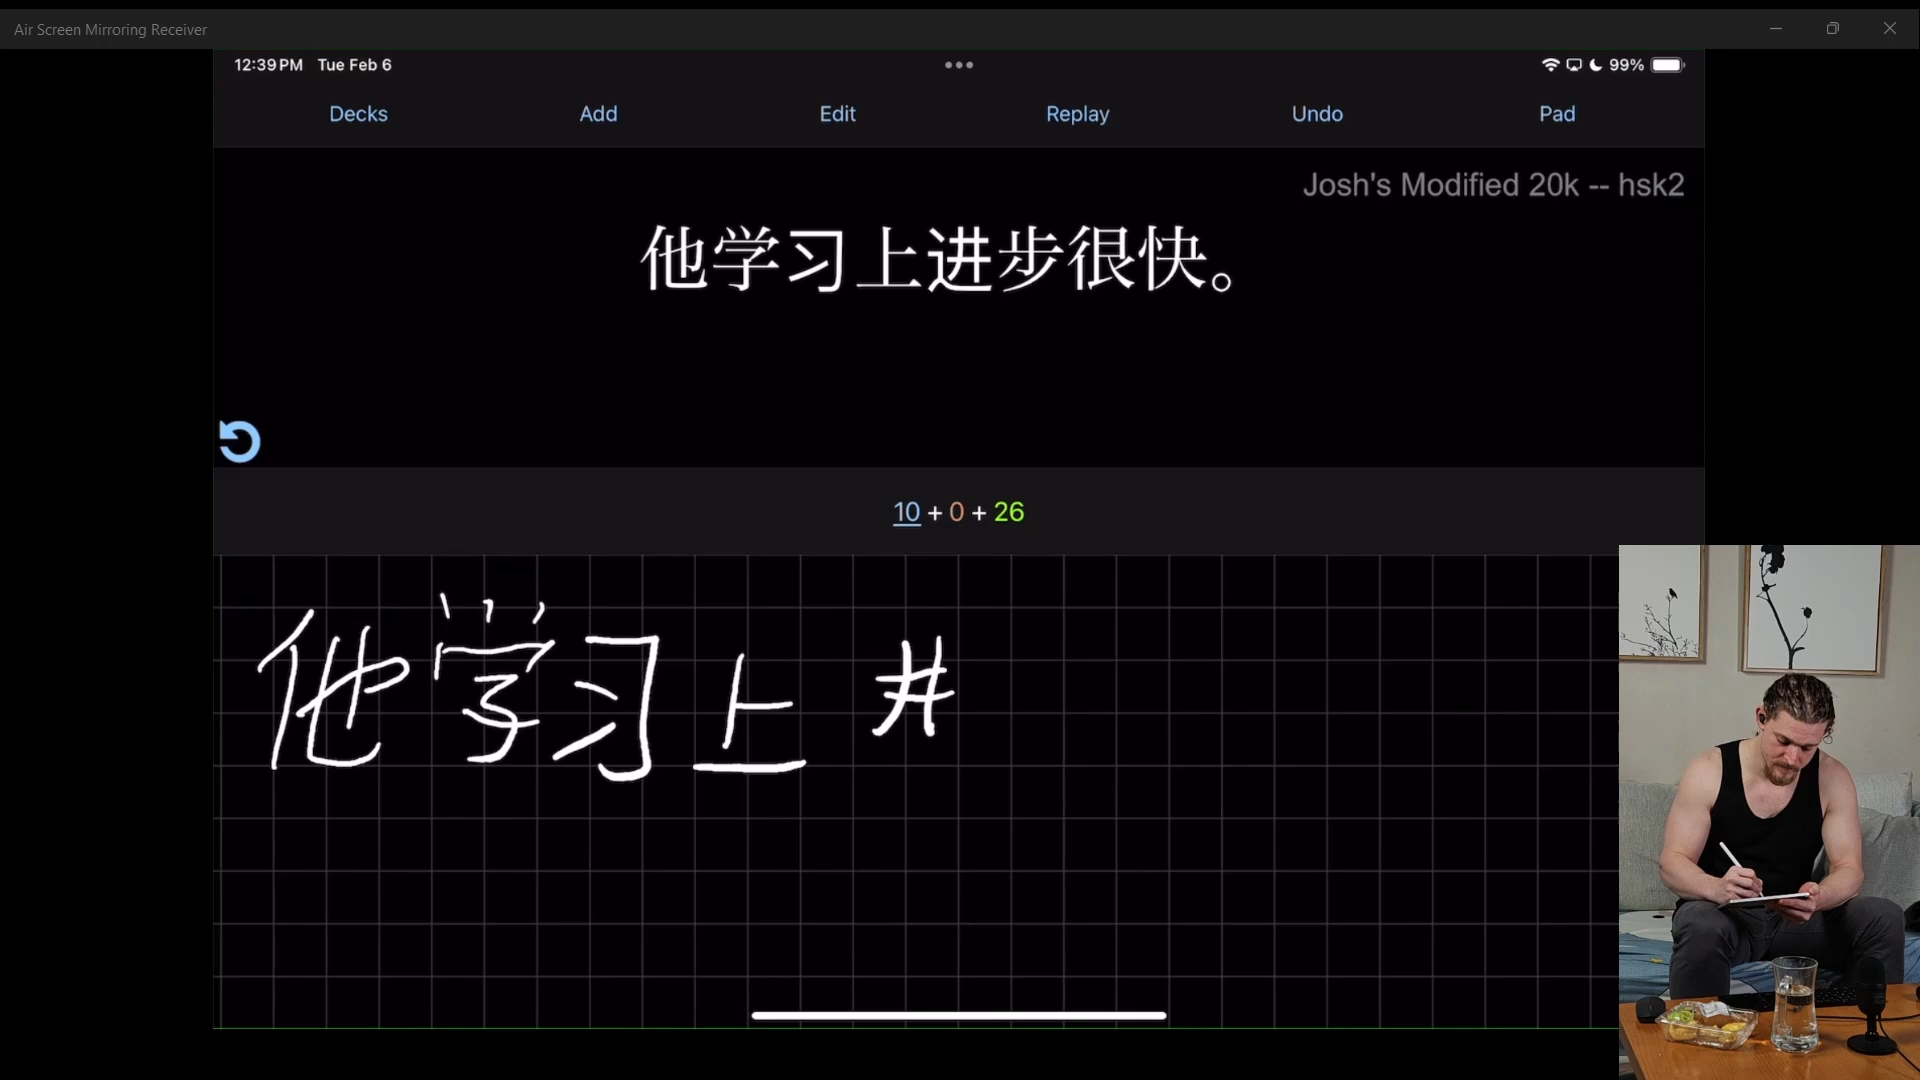 Air Screen Mirroring Receiver
12:39 PM Tue Feb 6
99%
Decks Add Edit Replay Undo Pad
Josh's Modified 20k -- hsk2
他学习上进步很快。
10 + 0 + 26
他学习上井